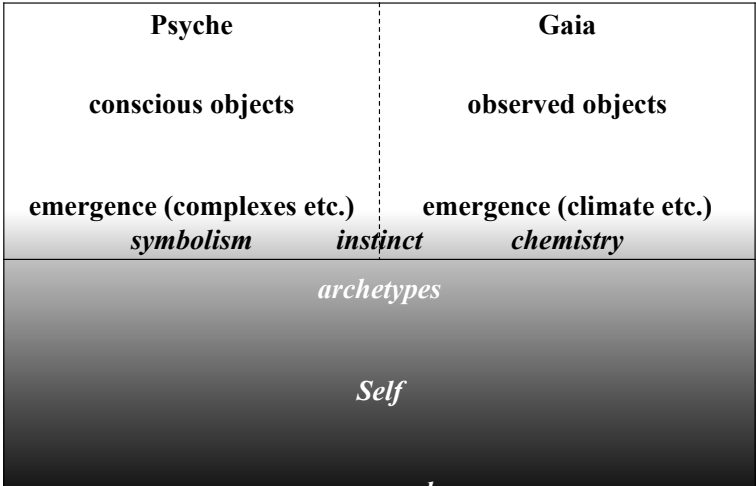 Psyche Gaia
conscious objects observed objects
emergence (complexes etc.) emergence (climate etc.)
symbolism instinct chemistry
archetypes
Self